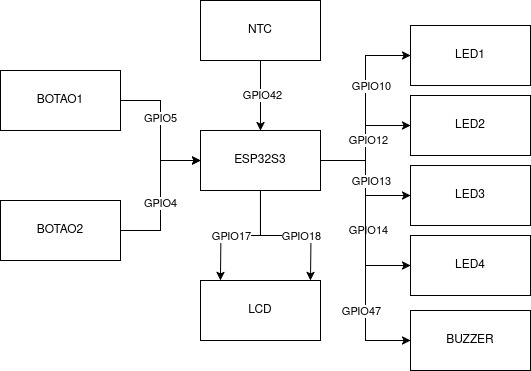 NTC
LED1
BOTAO1
GPIO42
GPIO10
GPIO5
LED2
GPIO12
ESP32S3
GPIO13
LED3
GPIO4
BOTAO2
GPIO14
GPIO17
GPIO18
LED4
LCD
GPIO47
BUZZER